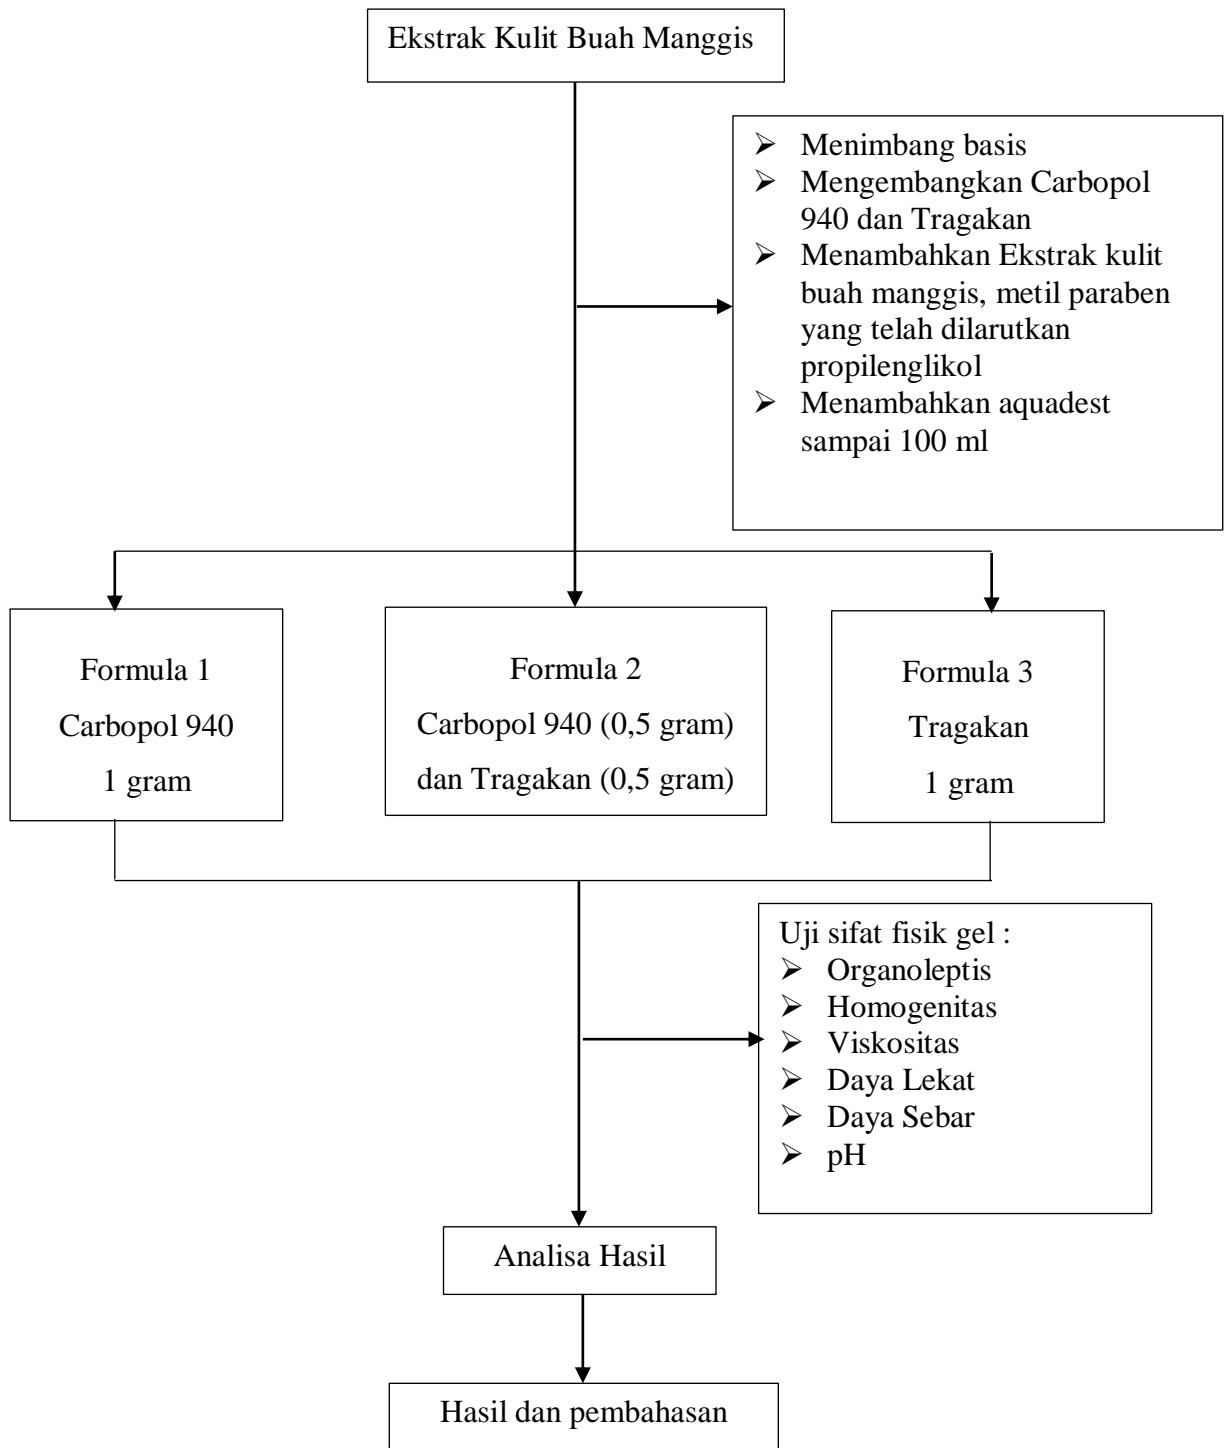 Ekstrak Kulit Buah Manggis
➢ Menimbang basis
➢ Mengembangkan Carbopol
940 dan Tragakan
➢ Menambahkan Ekstrak kulit
buah manggis, metil paraben
yang telah dilarutkan
propilenglikol
➢ Menambahkan aquadest
sampai 100 ml
Formula 1
Carbopol 940
1 gram
Formula 2
Carbopol 940 (0,5 gram)
dan Tragakan (0,5 gram)
Formula 3
Tragakan
1 gram
Uji sifat fisik gel :
➢ Organoleptis
➢ Homogenitas
➢ Viskositas
➢ Daya Lekat
➢ Daya Sebar
➢ pH
Analisa Hasil
Hasil dan pembahasan